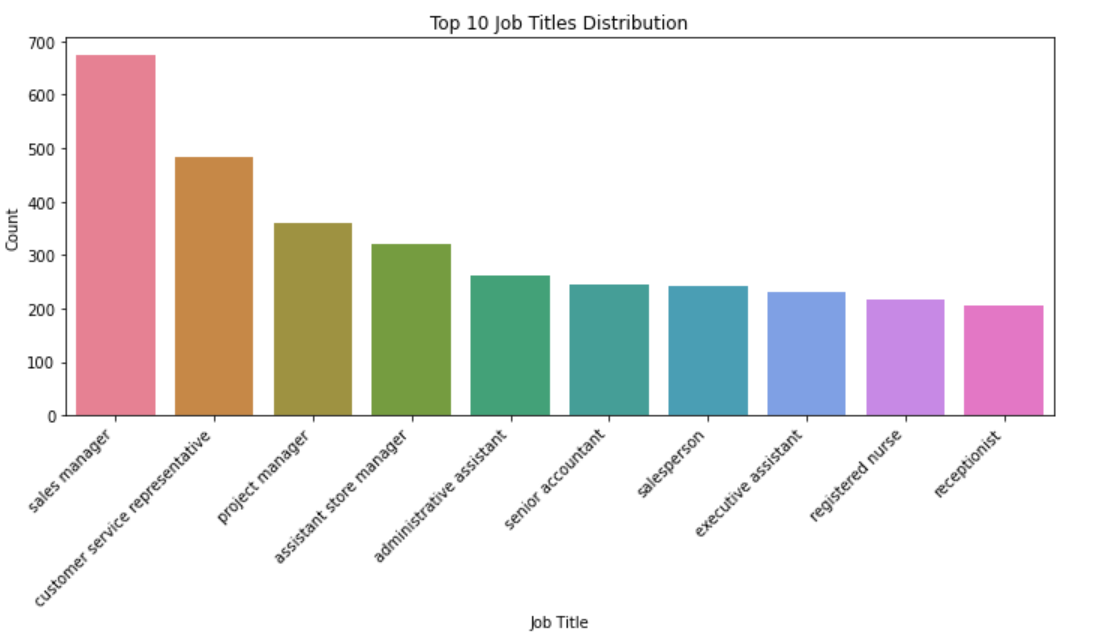 Top 10 Job Titles Distribution
700
600
500
400
300
200
100
0
Count
sales manager
customer service representative
project manager
assistant store manager
administrative assistant
senior accountant
salesperson
executive assistant
registered nurse
receptionist
Job Title